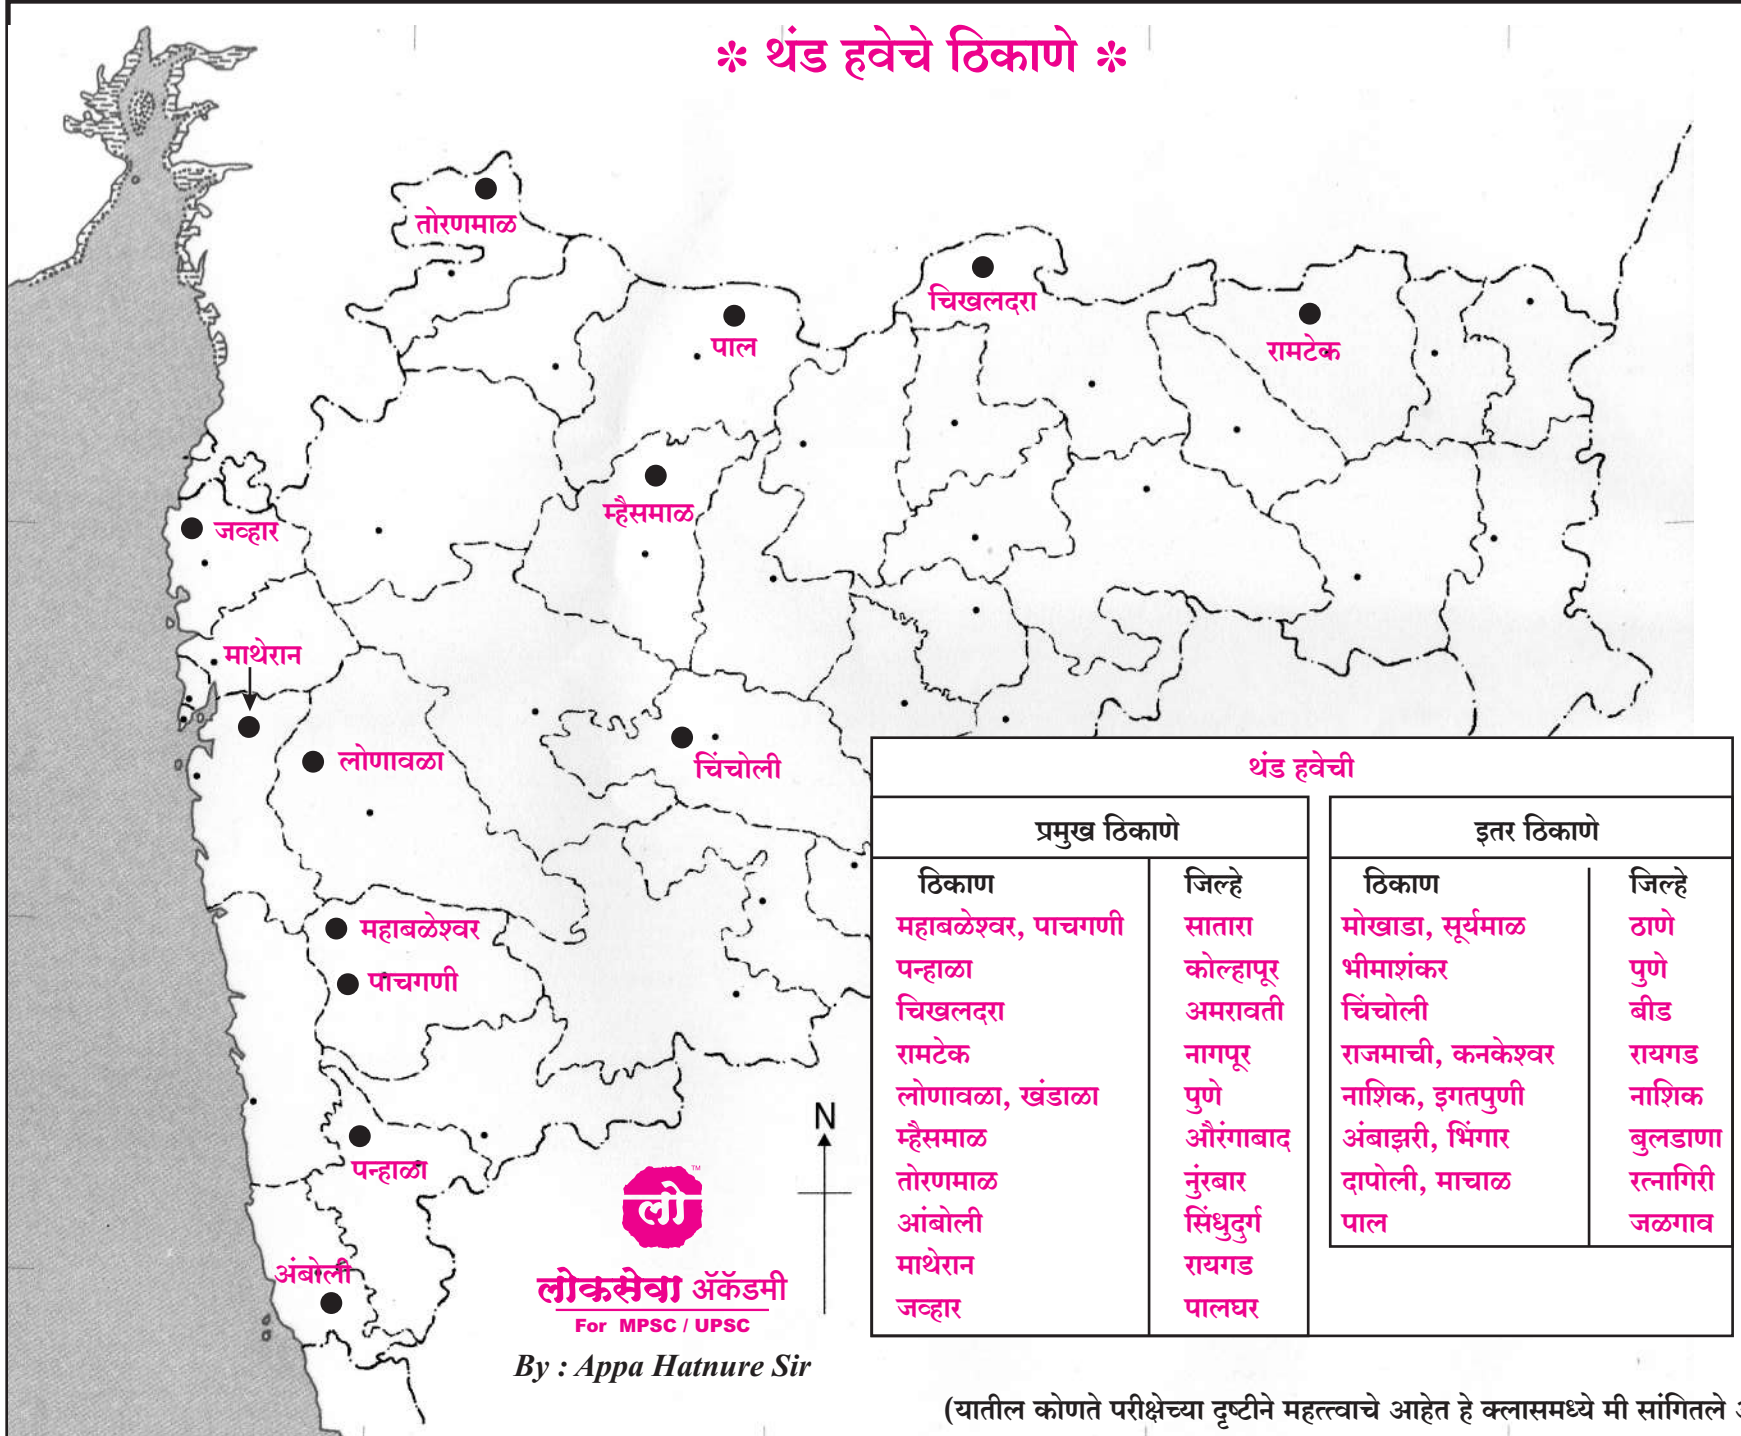 * थंड हवेचे ठिकाणे *
तोरणमाळ
चिखलदरा
पाल
रामटेक
म्हैसमाळ
जव्हार
माथेरान
लोणावळा
चिंचोली
महाबळेश्वर
पाचगणी
पन्हाळा
अंबोली
N
लो
TM
लोकसेवा ॲकॅडमी
For MPSC / UPSC
By : Appa Hatnure Sir
थंड हवेची
प्रमुख ठिकाणे
ठिकाण जिल्हे
महाबळेश्वर, पाचगणी सातारा
पन्हाळा कोल्हापूर
चिखलदरा अमरावती
रामटेक नागपूर
लोणावळा, खंडाळा पुणे
म्हैसमाळ औरंगाबाद
तोरणमाळ नुंरबार
आंबोली सिंधुदुर्ग
माथेरान रायगड
जव्हार पालघर
इतर ठिकाणे
ठिकाण जिल्हे
मोखाडा, सूर्यमाळ ठाणे
भीमाशंकर पुणे
चिंचोली बीड
राजमाची, कनकेश्वर रायगड
नाशिक, इगतपुणी नाशिक
अंबाझरी, भिंगार बुलडाणा
दापोली, माचाळ रत्नागिरी
पाल जळगाव
(यातील कोणते परीक्षेच्या दृष्टीने महत्त्वाचे आहेत हे क्लासमध्ये मी सांगितले